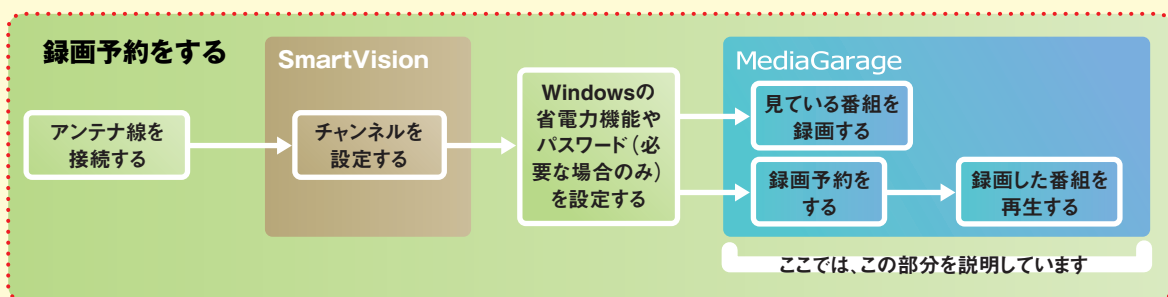 録画予約をする
SmartVision
MediaGarage
アンテナ線を
接続する
チャンネルを
設定する
Windowsの
省電力機能や
パスワード（必
要な場合のみ）
を設定する
見ている番組を
録画する
録画予約を
する
録画した番組を
再生する
ここでは、この部分を説明しています